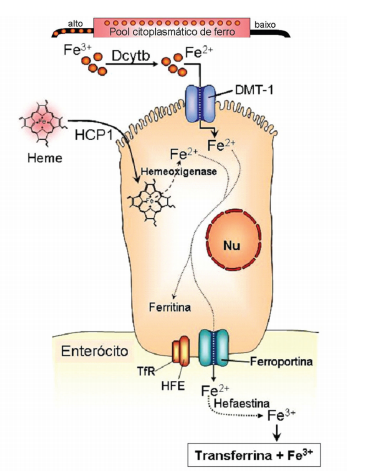 alto
Pool citoplasmático de ferro
baixo
Fe3+
Dcytb
Fe2+
DMT-1
Fe2+
HCP1
Heme
Fe2+
Hemeoxigenase
Nu
Ferritina
Enterócito
TfR
HFE
Ferroportina
Fe2+
Hefaestina
Fe3+
Transferrina + Fe3+